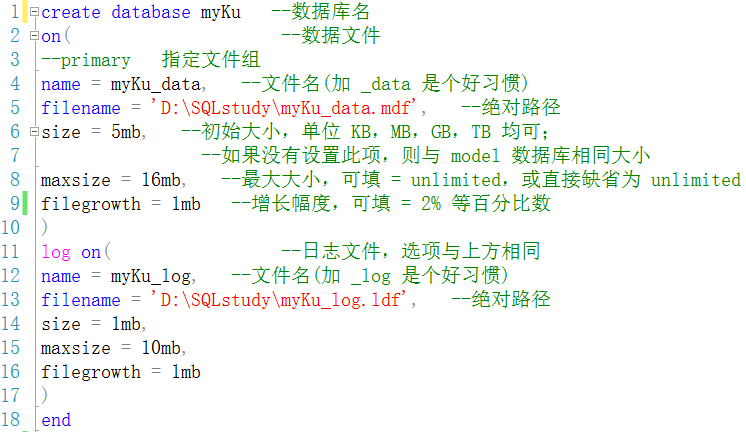 1 create database myKu --数据库名
2 on( --数据文件
3 --primary 指定文件组
4 name = myKu_data, --文件名(加 _data 是个好习惯)
5 filename = 'D:\SQLstudy\myKu_data.mdf', --绝对路径
6 size = 5mb, --初始大小，单位 KB，MB，GB，TB 均可；
7 --如果没有设置此项，则与 model 数据库相同大小
8 maxsize = 16mb, --最大大小，可填 = unlimited，或直接缺省为 unlimited
9 filegrowth = 1mb --增长幅度，可填 = 2% 等百分比数
10 )
11 log on( --日志文件，选项与上方相同
12 name = myKu_log, --文件名(加 _log 是个好习惯)
13 filename = 'D:\SQLstudy\myKu_log.ldf', --绝对路径
14 size = 1mb,
15 maxsize = 10mb,
16 filegrowth = 1mb
17 )
18 end